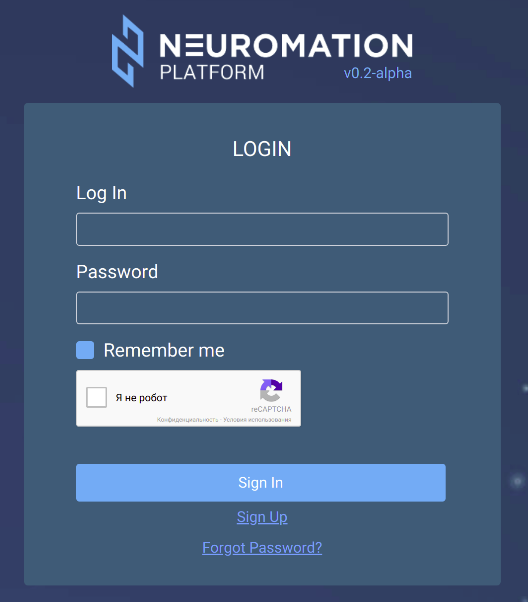 NEUROMATION
PLATFORM
v0.2-alpha
LOGIN
Log In
Password
Remember me
Я не робот
reCAPTCHA
Конфиденциальность - Условия использования
Sign In
Sign Up
Forgot Password?